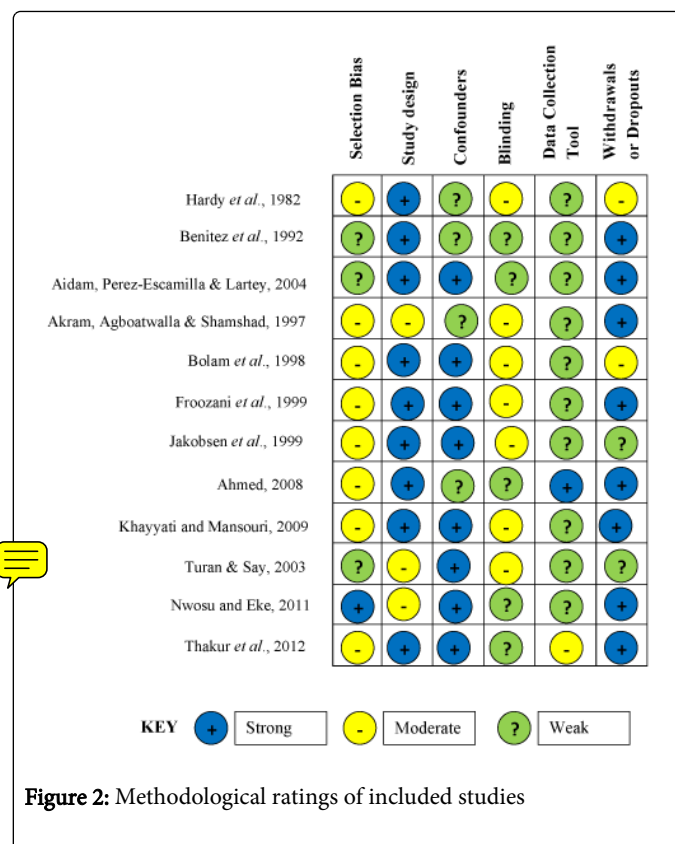 Selection Bias
Study design
Confounders
Blinding
Data Collection
Tool
Withdrawals
or Dropouts
Hardy et al., 1982 - + ? - ? -
Benitez et al., 1992 ? + ? ? ? +
Aidam, Perez-Escamilla & Lartey, 2004 ? + + ? ? +
Akram, Agboatwalla & Shamshad, 1997 - - ? - ? +
Bolam et al., 1998 - + + - ? -
Froozani et al., 1999 - + + - ? +
Jakobsen et al., 1999 - + + - ? ?
Ahmed, 2008 - + ? ? + +
Khayyati and Mansouri, 2009 - + + - ? +
Turan & Say, 2003 ? - + - ? ?
Nwosu and Eke, 2011 + - + ? ? +
Thakur et al., 2012 - + + ? - +
KEY + Strong - Moderate ? Weak
Figure 2: Methodological ratings of included studies